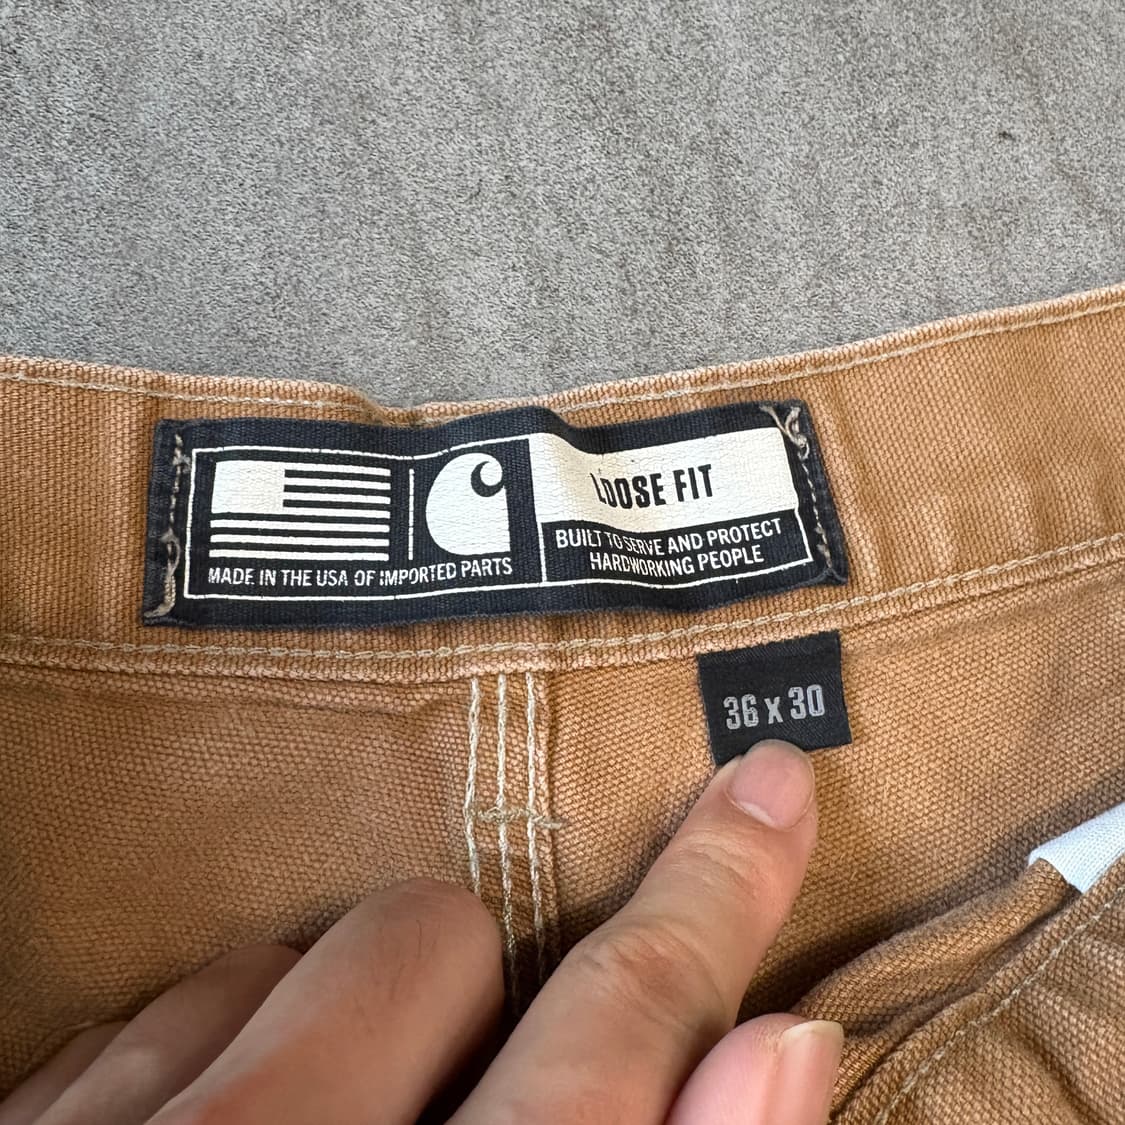 LOOSE FIT
BUILT TO SERVE AND PROTECT
HARDWORKING PEOPLE
MADE IN THE USA OF IMPORTED PARTS
36 x 30